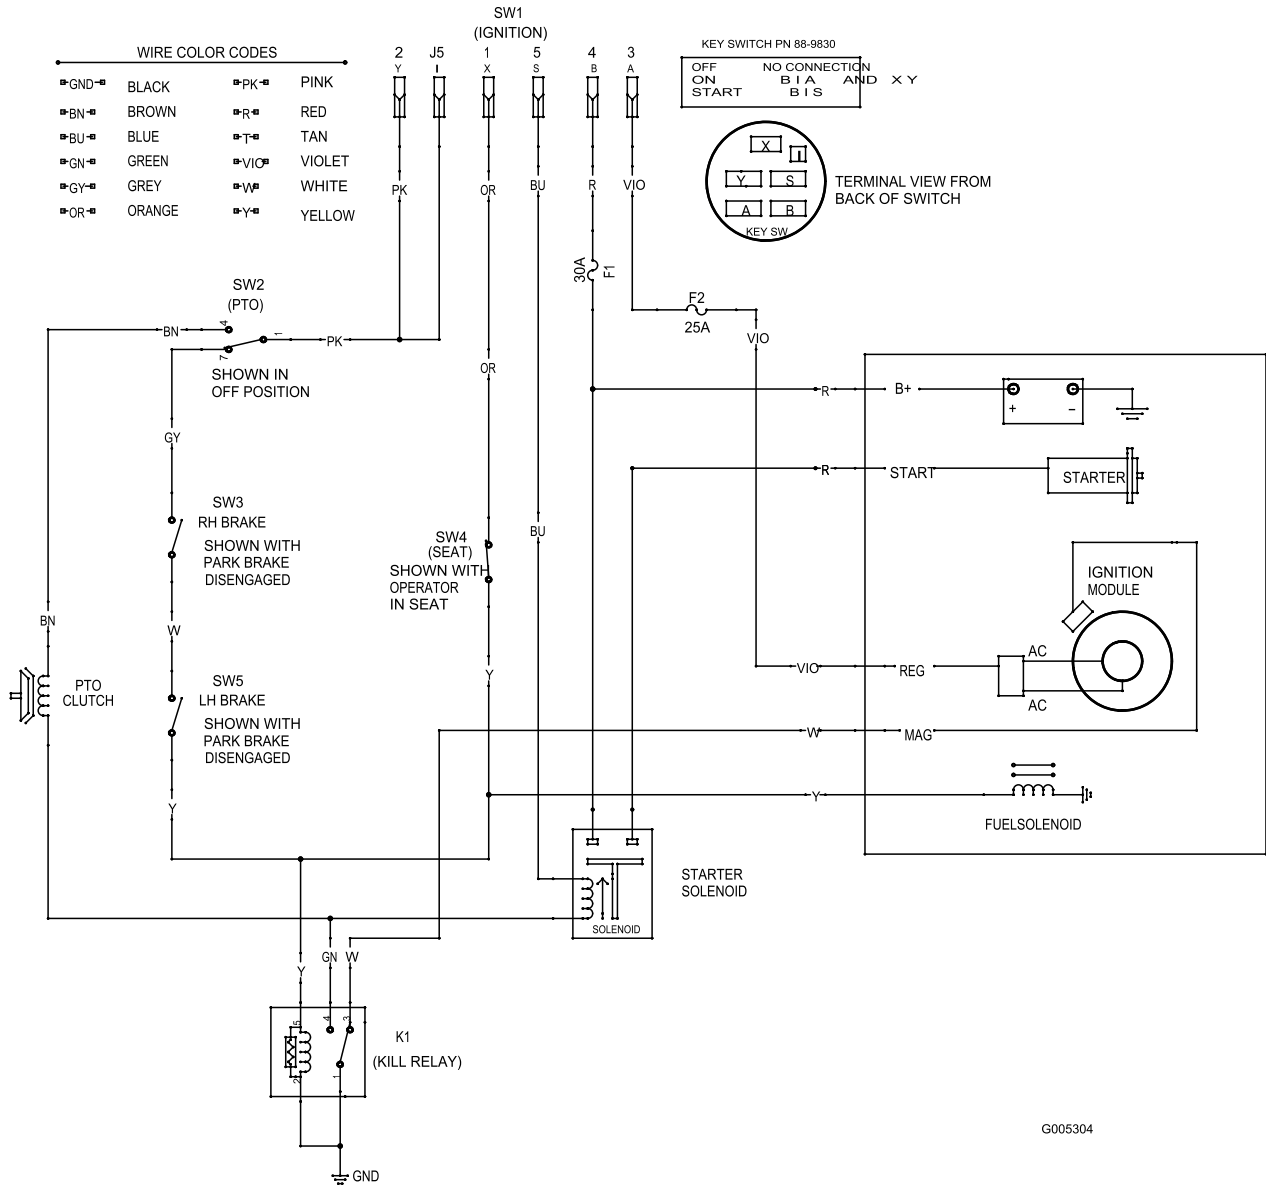 SW1
(IGNITION)
WIRE COLOR CODES
GND BLACK PK PINK
BN BROWN R RED
BU BLUE T TAN
GN GREEN VIO VIOLET
GY GREY W WHITE
OR ORANGE Y YELLOW
2 J5 1 5 4 3
Y I X S B A
KEY SWITCH PN 88-9830
OFF NO CONNECTION
ON B I A AND X Y
START B I S
X
I
Y S
A B
KEY SW
TERMINAL VIEW FROM
BACK OF SWITCH
PK OR BU R VIO
30A F1
F2
25A
VIO
SW2
(PTO)
BN 4 1 PK
7
SHOWN IN
OFF POSITION
OR
R B+
+ −
GY
R START STARTER
SW3
RH BRAKE
SHOWN WITH
PARK BRAKE
DISENGAGED
SW4
(SEAT)
SHOWN WITH
OPERATOR
IN SEAT
BU
IGNITION
MODULE
BN
W
AC
VIO REG
AC
Y
PTO
CLUTCH
SW5
LH BRAKE
SHOWN WITH
PARK BRAKE
DISENGAGED
W MAG
Y
Y
FUELSOLENOID
STARTER
SOLENOID
SOLENOID
Y GN W
5 4 3
K1
(KILL RELAY)
2 1
GND
G005304